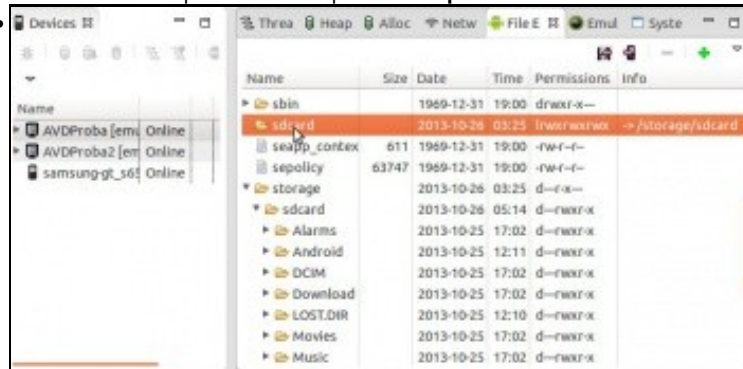 Devices
Threa Heap Alloc Netw File E Emul Syste
Name Size Date Time Permissions Info
Name
AVDProba [emu Online
AVDProba2 [em Online
samsung-gt_s65 Online
sbin 1969-12-31 19:00 drwxr-x---
sdcard 2013-10-26 03:25 lrwxrwxrwx -> /storage/sdcard
seapp_contex 611 1969-12-31 19:00 -rw-r--r--
sepolicy 63747 1969-12-31 19:00 -rw-r--r--
storage 2013-10-26 03:25 d---r-x---
sdcard 2013-10-26 05:14 d---rwxr-x
Alarms 2013-10-25 17:02 d---rwxr-x
Android 2013-10-25 12:11 d---rwxr-x
DCIM 2013-10-25 17:02 d---rwxr-x
Download 2013-10-25 17:02 d---rwxr-x
LOST.DIR 2013-10-25 12:10 d---rwxr-x
Movies 2013-10-25 17:02 d---rwxr-x
Music 2013-10-25 17:02 d---rwxr-x